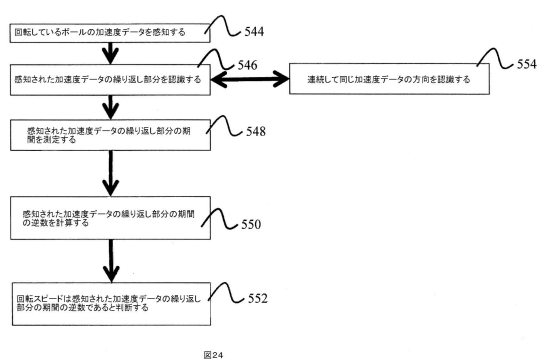 回転しているボールの加速度データを感知する
544
感知された加速度データの繰り返し部分を認識する
546
連続して同じ加速度データの方向を認識する
554
感知された加速度データの繰り返し部分の期
間を測定する
548
感知された加速度データの繰り返し部分の期間
の逆数を計算する
550
回転スピードは感知された加速度データの繰り返し
部分の期間の逆数であると判断する
552
図24